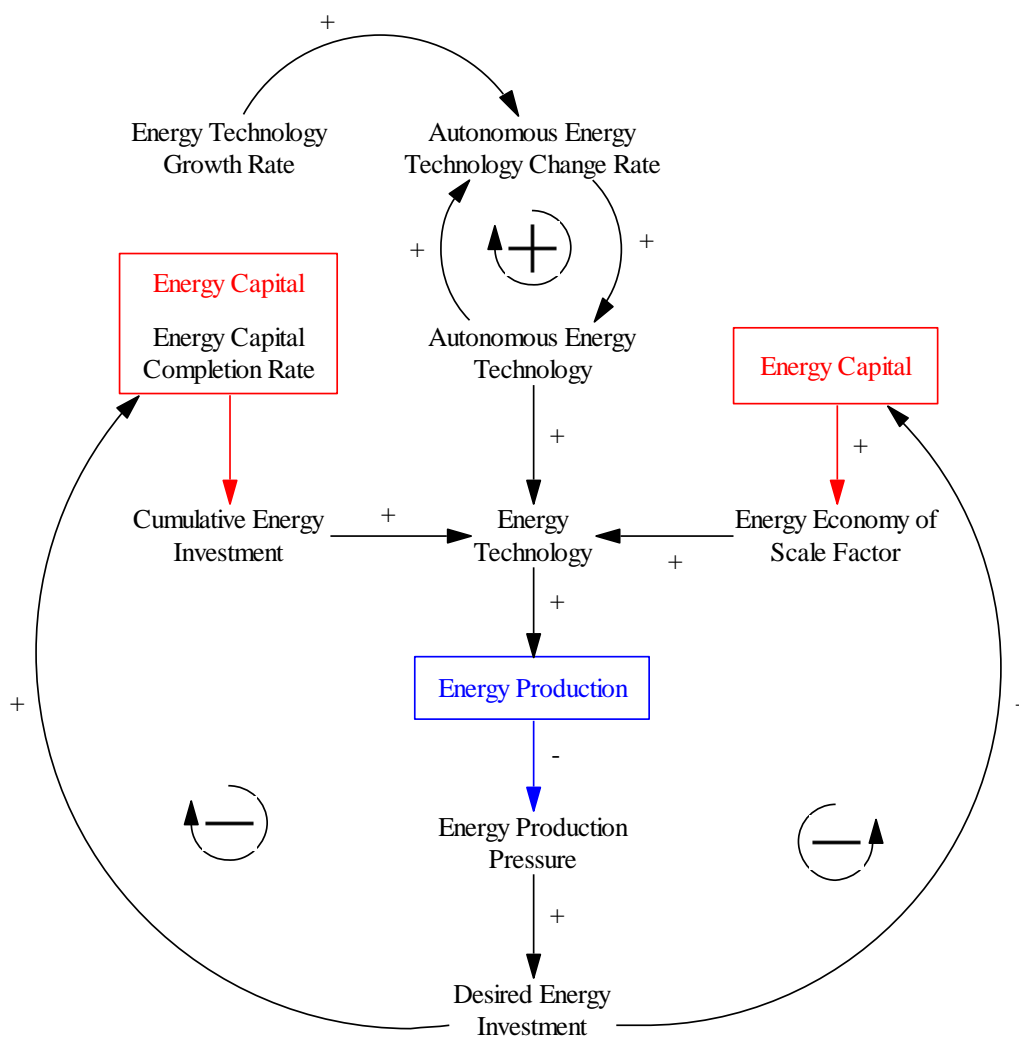 +
Energy Technology
Growth Rate
Autonomous Energy
Technology Change Rate
+
+
+
Energy Capital
Energy Capital
Completion Rate
Autonomous Energy
Technology
Energy Capital
+
+
Cumulative Energy
Investment
+
Energy
Technology
Energy Economy of
Scale Factor
+
+
Energy Production
+
+
-
−
−
Energy Production
Pressure
+
Desired Energy
Investment